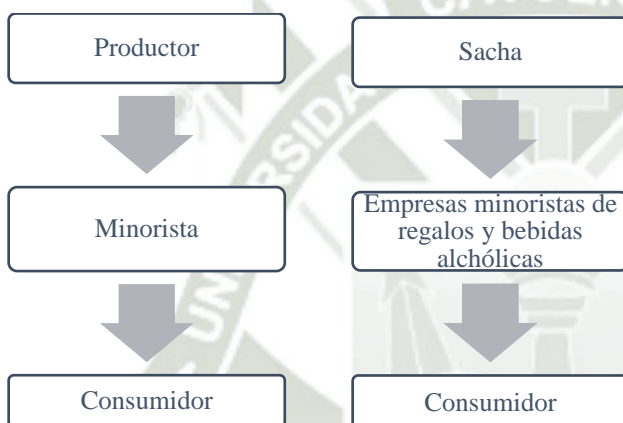 Productor
Sacha
Minorista
Empresas minoristas de
regalos y bebidas
alchólicas
Consumidor
Consumidor